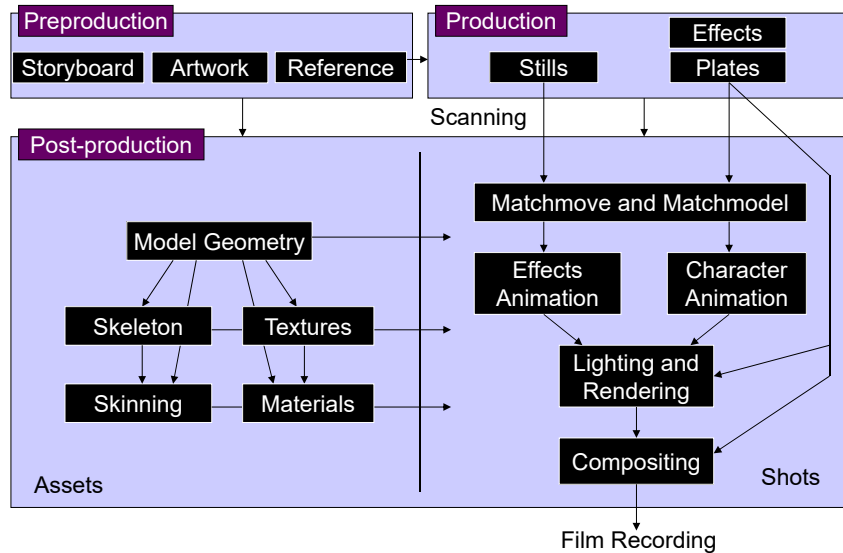 Preproduction
Storyboard
Artwork
Reference
Production
Effects
Stills
Plates
Scanning
Post-production
Matchmove and Matchmodel
Model Geometry
Effects
Animation
Character
Animation
Skeleton
Textures
Lighting and
Rendering
Skinning
Materials
Compositing
Assets
Shots
Film Recording